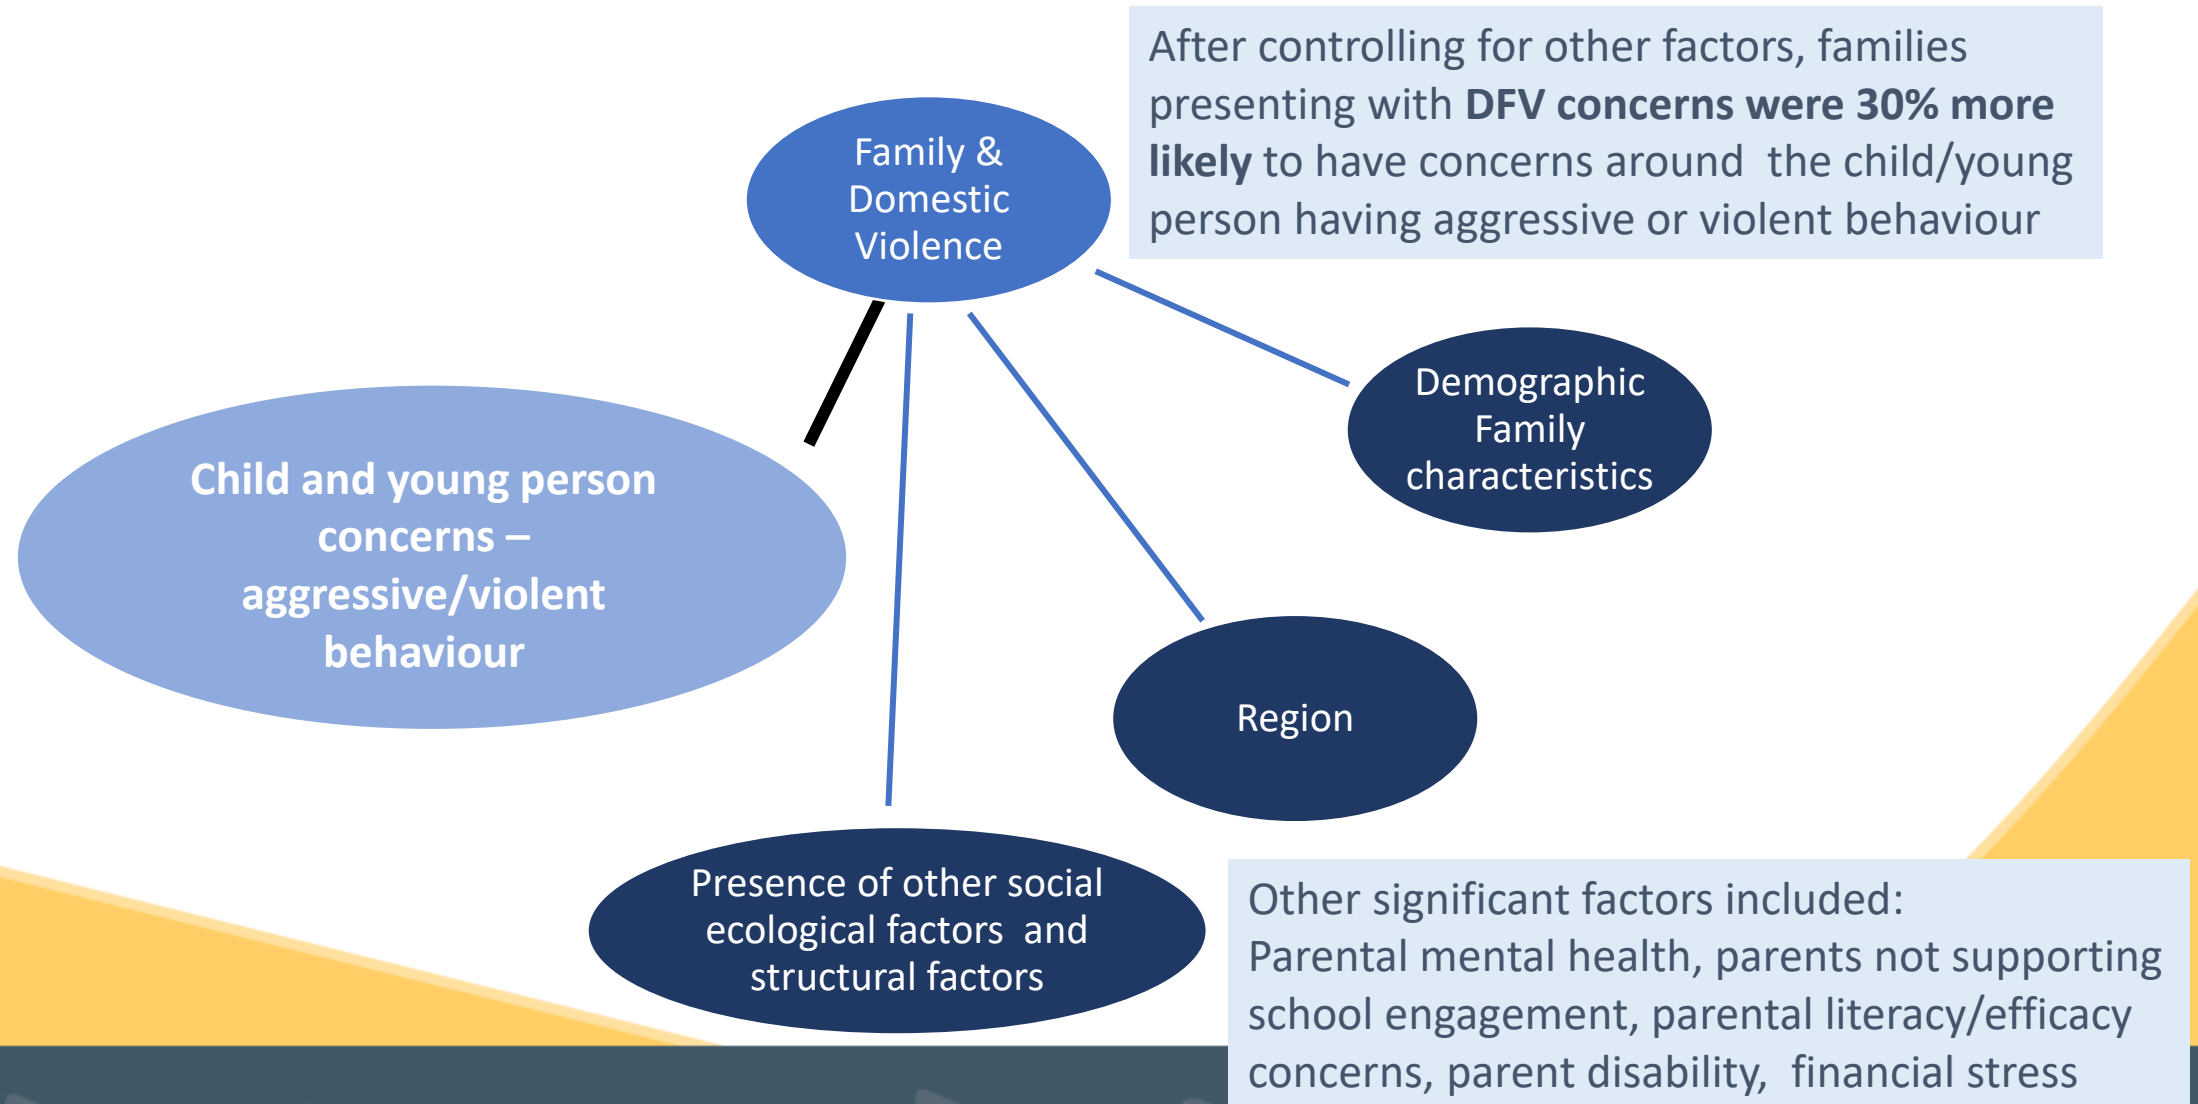 After controlling for other factors, families
presenting with DFV concerns were 30% more
likely to have concerns around  the child/young
person having aggressive or violent behaviour
Family &
Domestic
Violence
Demographic
Family
characteristics
Child and young person
concerns –
aggressive/violent
behaviour
Region
Presence of other social
ecological factors  and
structural factors
Other significant factors included:
Parental mental health, parents not supporting
school engagement, parental literacy/efficacy
concerns, parent disability,  financial stress